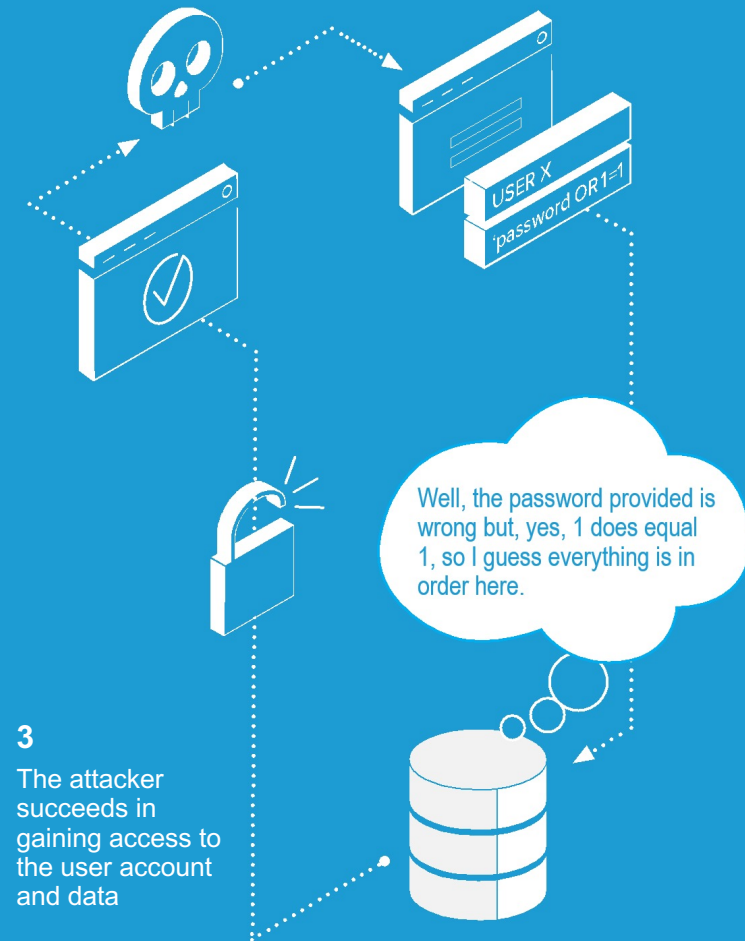 USER X
'password OR1=1
Well, the password provided is
wrong but, yes, 1 does equal
1, so I guess everything is in
order here.
3
The attacker
succeeds in
gaining access to
the user account
and data